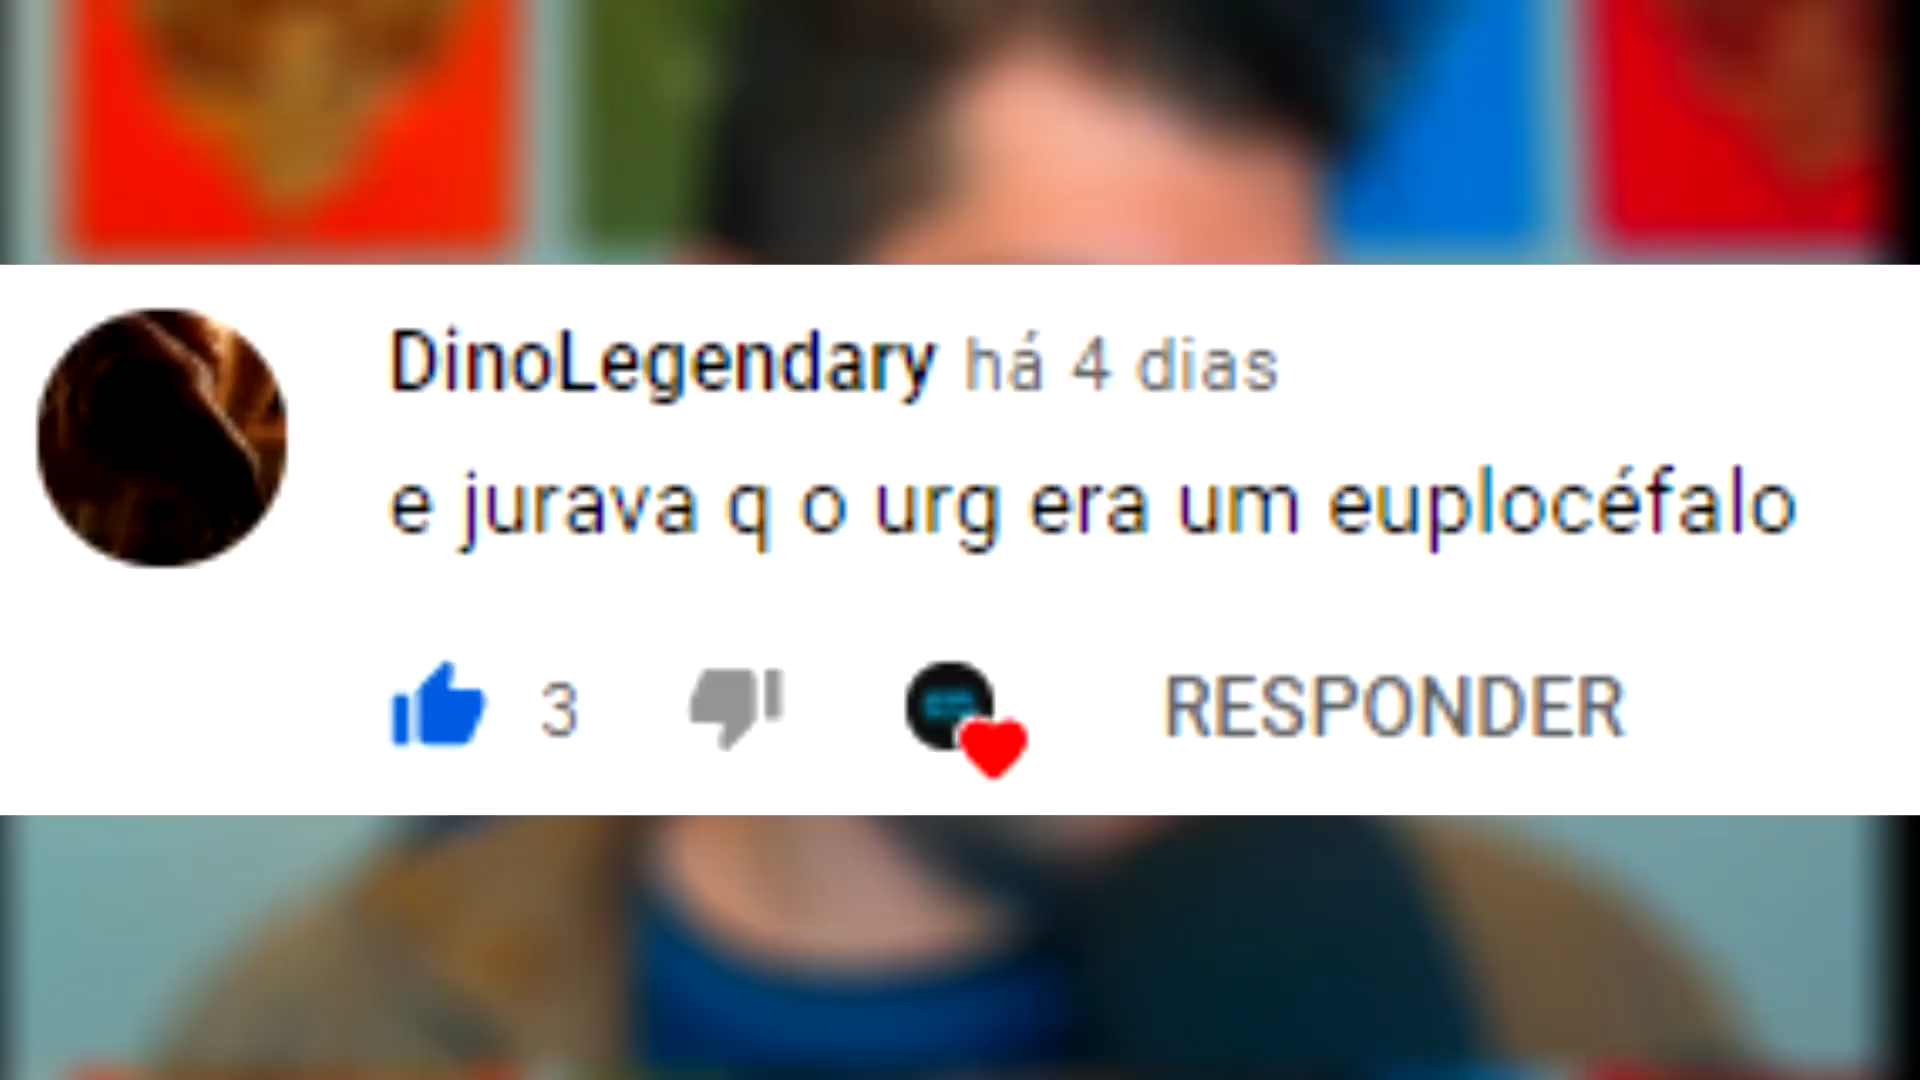 DinoLegendary há 4 dias
e jurava q o urg era um euplocéfalo
3 RESPONDER